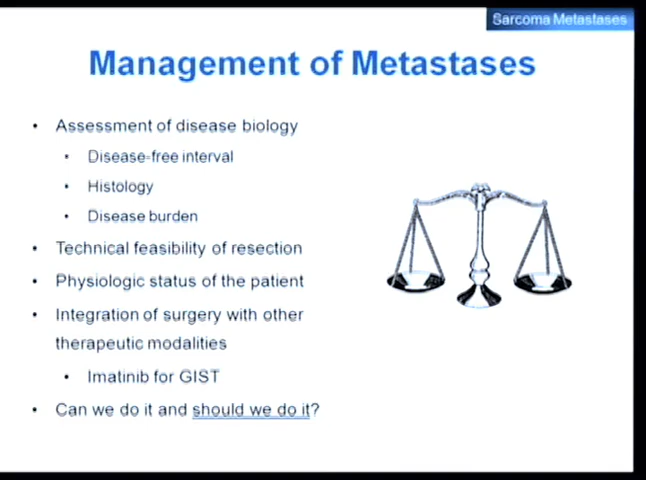 Sarcoma Metastases
Management of Metastases
• Assessment of disease biology
• Disease-free interval
• Histology
• Disease burden
• Technical feasibility of resection
• Physiologic status of the patient
• Integration of surgery with other
therapeutic modalities
• Imatinib for GIST
• Can we do it and should we do it?